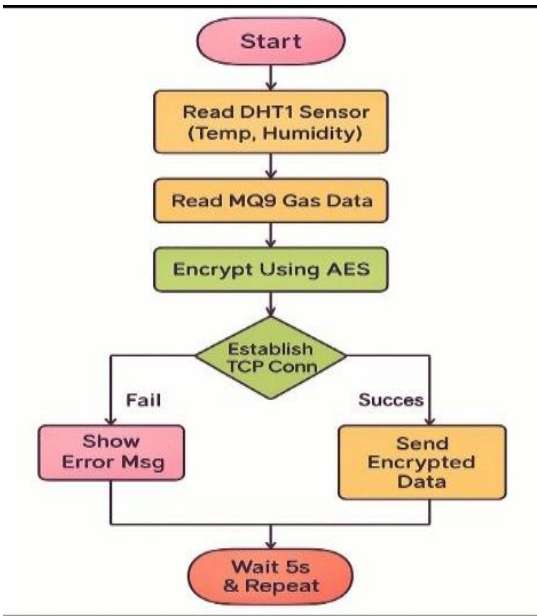 Start
Read DHT1 Sensor
(Temp, Humidity)
Read MQ9 Gas Data
Encrypt Using AES
Establish
TCP Conn
Fail
Succes
Show
Error Msg
Send
Encrypted
Data
Wait 5s
& Repeat